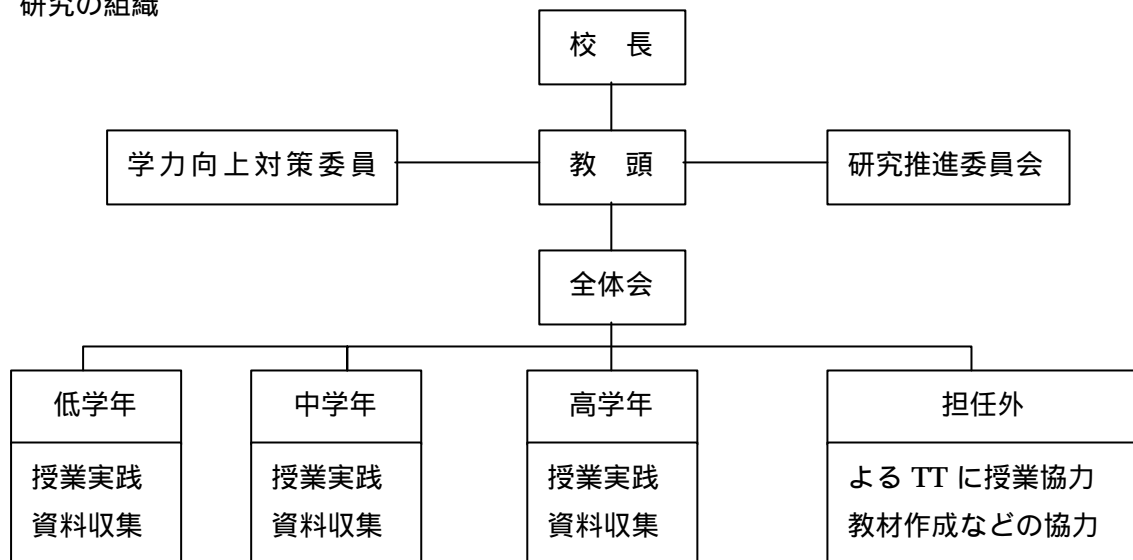 研究の組織
校 長
学力向上対策委員
教 頭
研究推進委員会
全体会
低学年
授業実践
資料収集
中学年
授業実践
資料収集
高学年
授業実践
資料収集
担任外
よる TT に授業協力
教材作成などの協力